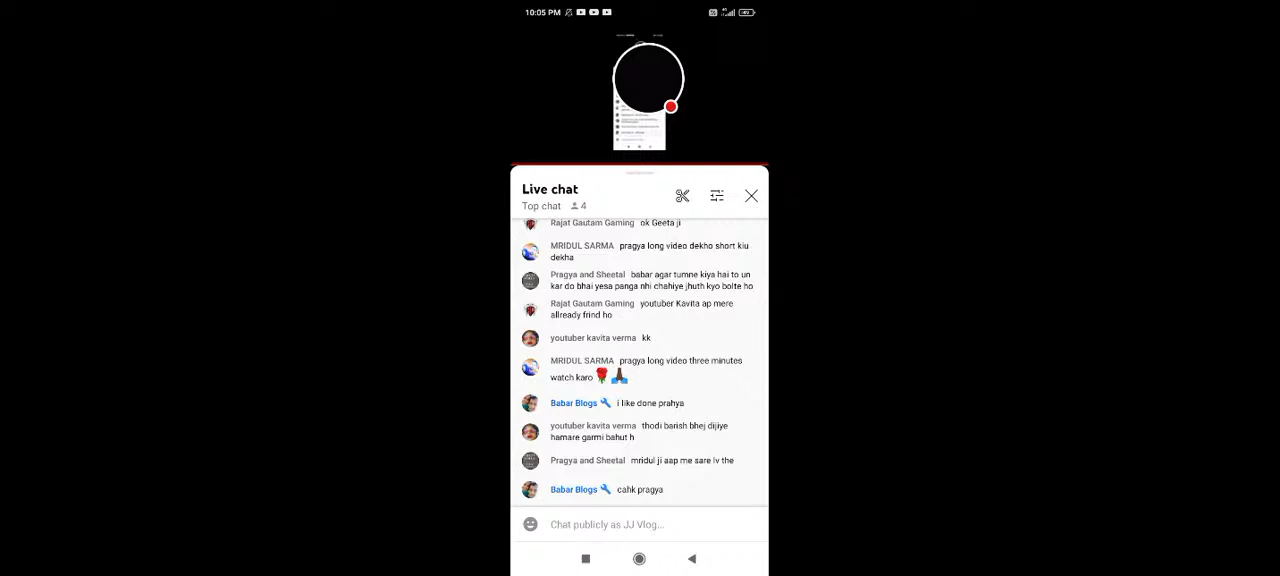 10:05 PM
Live chat
Top chat 4
Rajat Gautam Gaming ok Geeta ji
MRIDUL SARMA pragya long video dekho short kiu
dekha
Pragya and Sheetal babar agar tumne kiya hai to un
kar do bhai yesa panga nhi chahiye jhuth kyo bolte ho
Rajat Gautam Gaming youtuber Kavita ap mere
allready frind ho
youtuber kavita verma kk
MRIDUL SARMA pragya long video three minutes
watch karo 🌹🙏🏿
Babar Blogs i like done prahya
youtuber kavita verma thodi barish bhej dijiye
hamare garmi bahut h
Pragya and Sheetal mridul ji aap me sare lv the
Babar Blogs cahk pragya
Chat publicly as JJ Vlog...